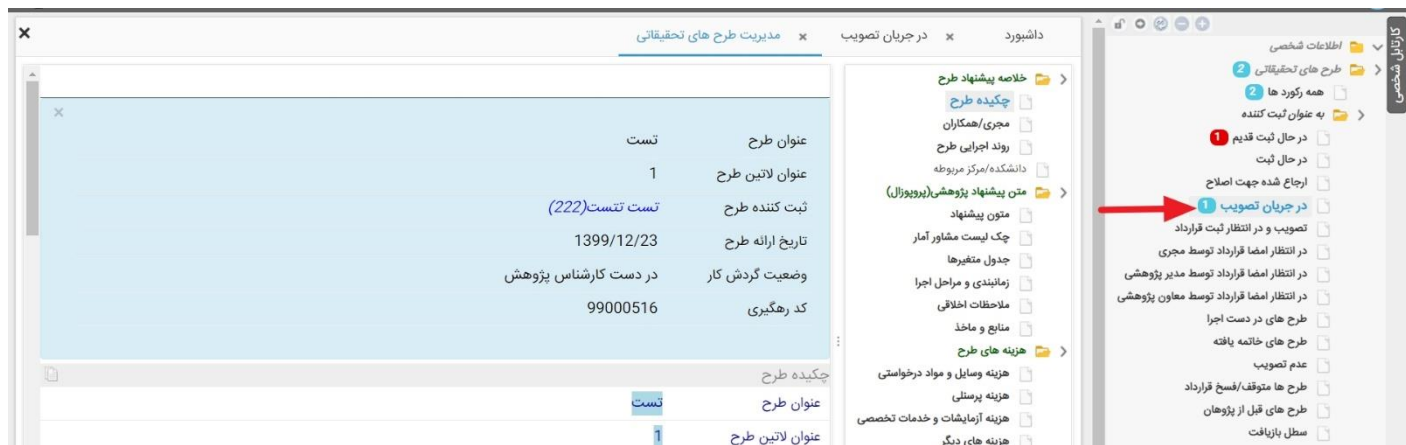 کارتابل شخصی
اطلاعات شخصی
طرح های تحقیقاتی 2
همه رکورد ها 2
به عنوان ثبت کننده
در حال ثبت قدیم 1
در حال ثبت
ارجاع شده جهت اصلاح
در جریان تصویب 1
تصویب و در انتظار ثبت قرارداد
در انتظار امضا قرارداد توسط مجری
در انتظار امضا قرارداد توسط مدیر پژوهشی
در انتظار امضا قرارداد توسط معاون پژوهشی
طرح های در دست اجرا
طرح های خاتمه یافته
عدم تصویب
طرح ها متوقف/فسخ قرارداد
طرح های قبل از پژوهان
سطل بازیافت
داشبورد
در جریان تصویب
مدیریت طرح های تحقیقاتی
خلاصه پیشنهاد طرح
چکیده طرح
مجری/همکاران
روند اجرایی طرح
دانشکده/مرکز مربوطه
متن پیشنهاد پژوهشی(پروپوزال)
متون پیشنهاد
چک لیست مشاور آمار
جدول متغیرها
زمانبندی و مراحل اجرا
ملاحظات اخلاقی
منابع و ماخذ
هزینه های طرح
هزینه وسایل و مواد درخواستی
هزینه پرسنلی
هزینه آزمایشات و خدمات تخصصی
هزینه های دیگر
عنوان طرح تست
عنوان لاتین طرح 1
ثبت کننده طرح تست تتست(222)
تاریخ ارائه طرح 1399/12/23
وضعیت گردش کار در دست کارشناس پژوهش
کد رهگیری 99000516
چکیده طرح
عنوان طرح تست
عنوان لاتین طرح 1